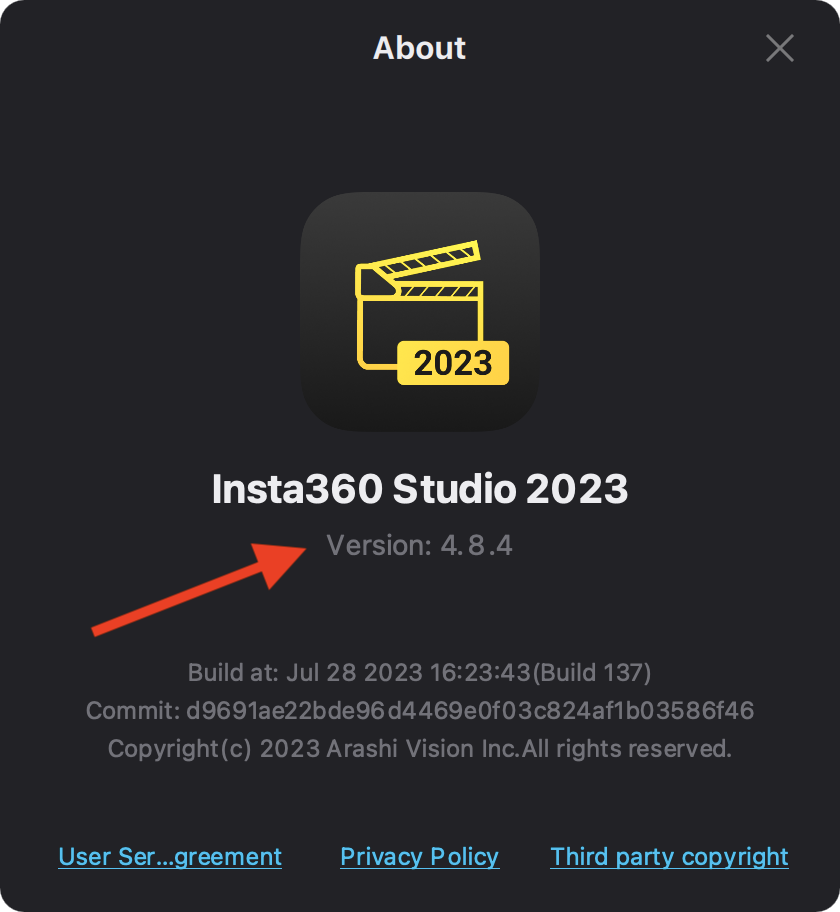 About
2023
Insta360 Studio 2023
Version: 4.8.4
Build at: Jul 28 2023 16:23:43(Build 137)
Commit: d9691ae22bde96d4469e0f03c824af1b03586f46
Copyright(c) 2023 Arashi Vision Inc.All rights reserved.
User Ser...greement Privacy Policy Third party copyright